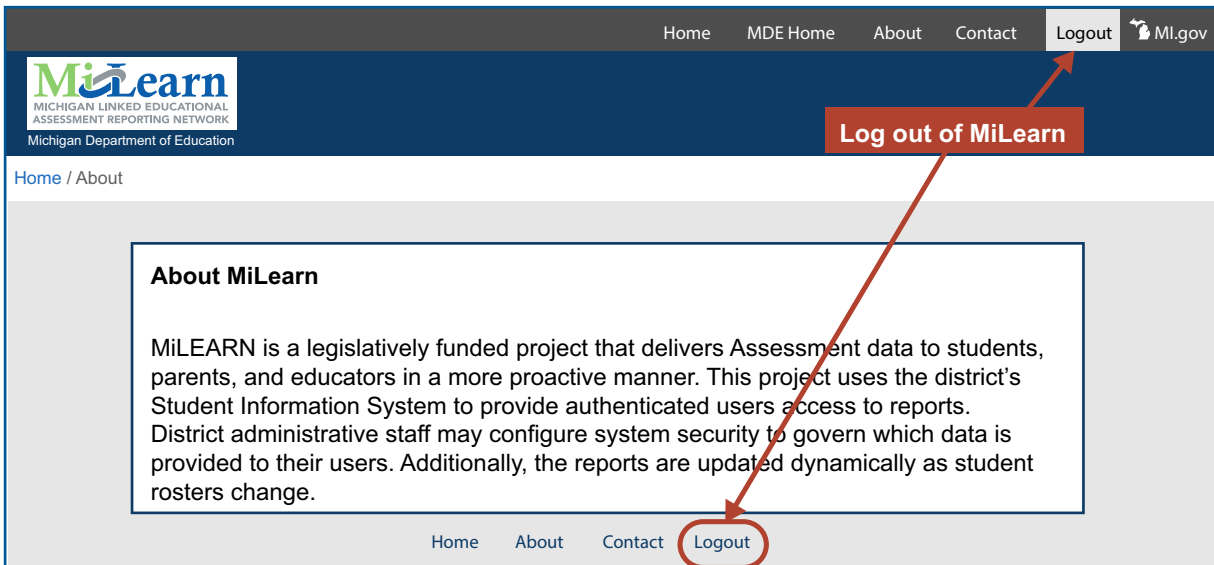 Home MDE Home About Contact Logout MI.gov
MiLearn
MICHIGAN LINKED EDUCATIONAL
ASSESSMENT REPORTING NETWORK
Michigan Department of Education
Log out of MiLearn
Home / About
About MiLearn
MiLEARN is a legislatively funded project that delivers Assessment data to students,
parents, and educators in a more proactive manner. This project uses the district’s
Student Information System to provide authenticated users access to reports.
District administrative staff may configure system security to govern which data is
provided to their users. Additionally, the reports are updated dynamically as student
rosters change.
Home About Contact Logout